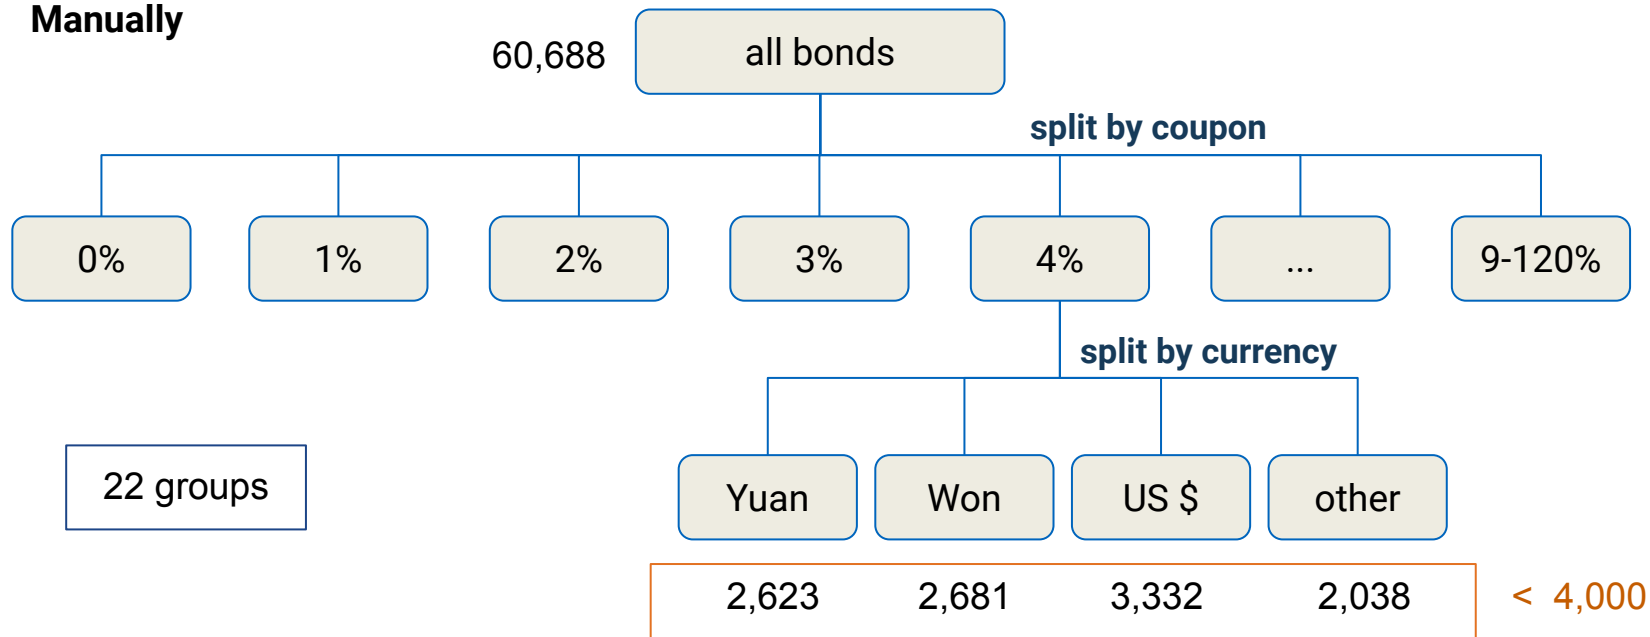 Manually
60,688
all bonds
split by coupon
0%
1%
2%
3%
4%
...
9-120%
split by currency
22 groups
Yuan
Won
US $
other
2,623
2,681
3,332
2,038
< 4,000